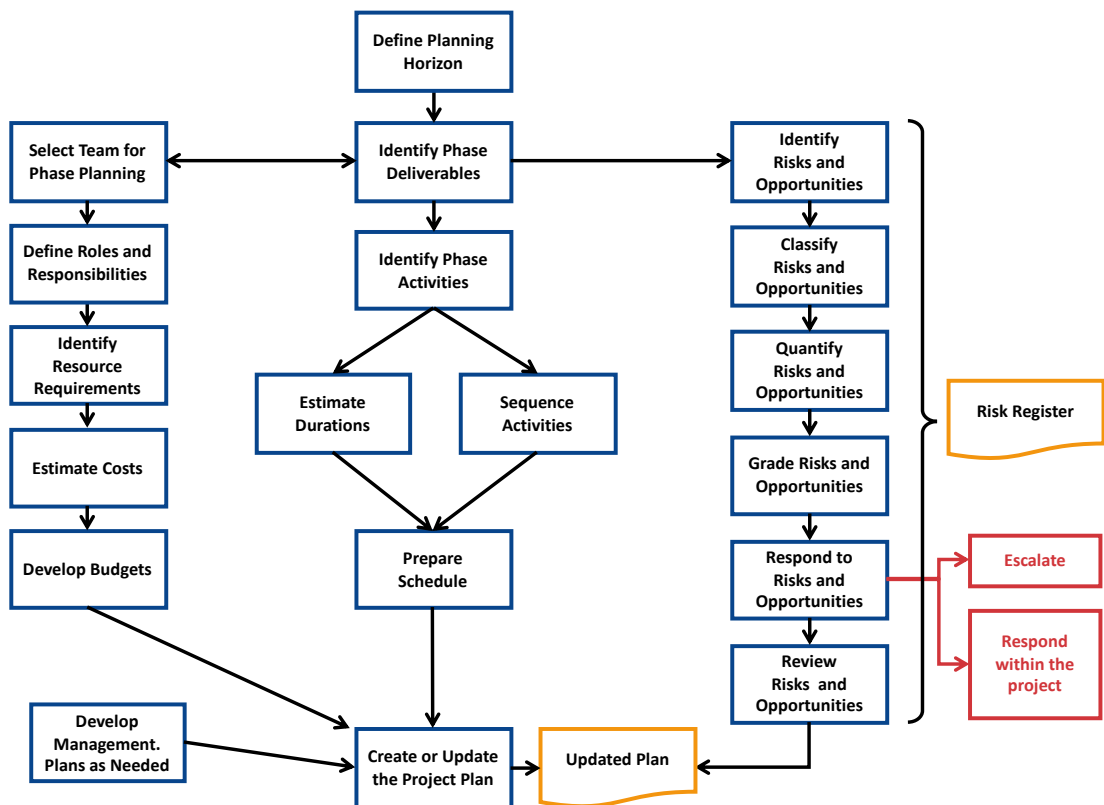 Define Planning
Horizon
Select Team for
Phase Planning
Identify Phase
Deliverables
Identify
Risks and
Opportunities
Define Roles and
Responsibilities
Identify Phase
Activities
Classify
Risks and
Opportunities
Identify
Resource
Requirements
Estimate
Durations
Sequence
Activities
Quantify
Risks and
Opportunities
Risk Register
Estimate Costs
Grade Risks and
Opportunities
Develop Budgets
Prepare
Schedule
Respond to
Risks and
Opportunities
Escalate
Respond
within the
project
Review
Risks and
Opportunities
Develop
Management.
Plans as Needed
Create or Update
the Project Plan
Updated Plan